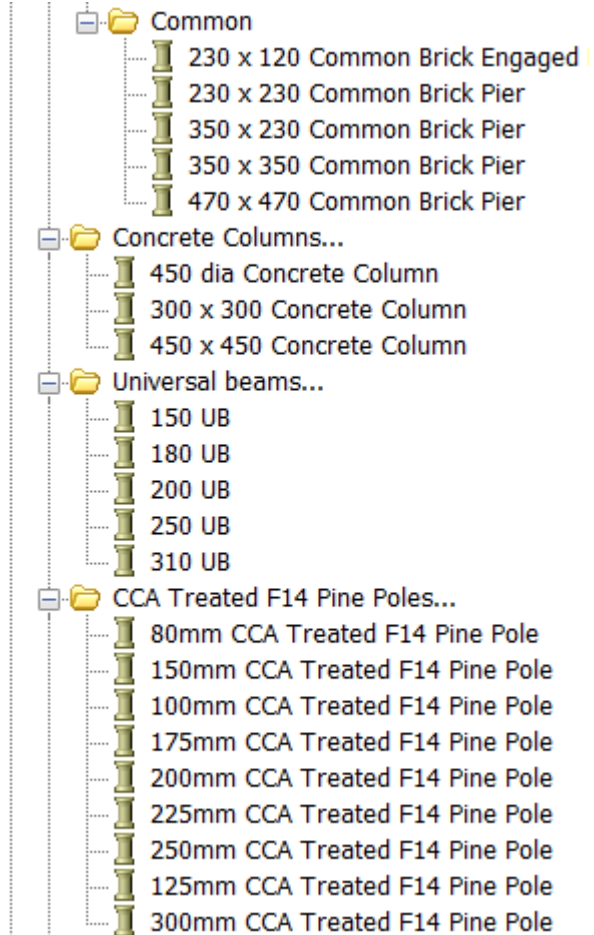 Common
230 x 120 Common Brick Engaged
230 x 230 Common Brick Pier
350 x 230 Common Brick Pier
350 x 350 Common Brick Pier
470 x 470 Common Brick Pier
Concrete Columns...
450 dia Concrete Column
300 x 300 Concrete Column
450 x 450 Concrete Column
Universal beams...
150 UB
180 UB
200 UB
250 UB
310 UB
CCA Treated F14 Pine Poles...
80mm CCA Treated F14 Pine Pole
150mm CCA Treated F14 Pine Pole
100mm CCA Treated F14 Pine Pole
175mm CCA Treated F14 Pine Pole
200mm CCA Treated F14 Pine Pole
225mm CCA Treated F14 Pine Pole
250mm CCA Treated F14 Pine Pole
125mm CCA Treated F14 Pine Pole
300mm CCA Treated F14 Pine Pole